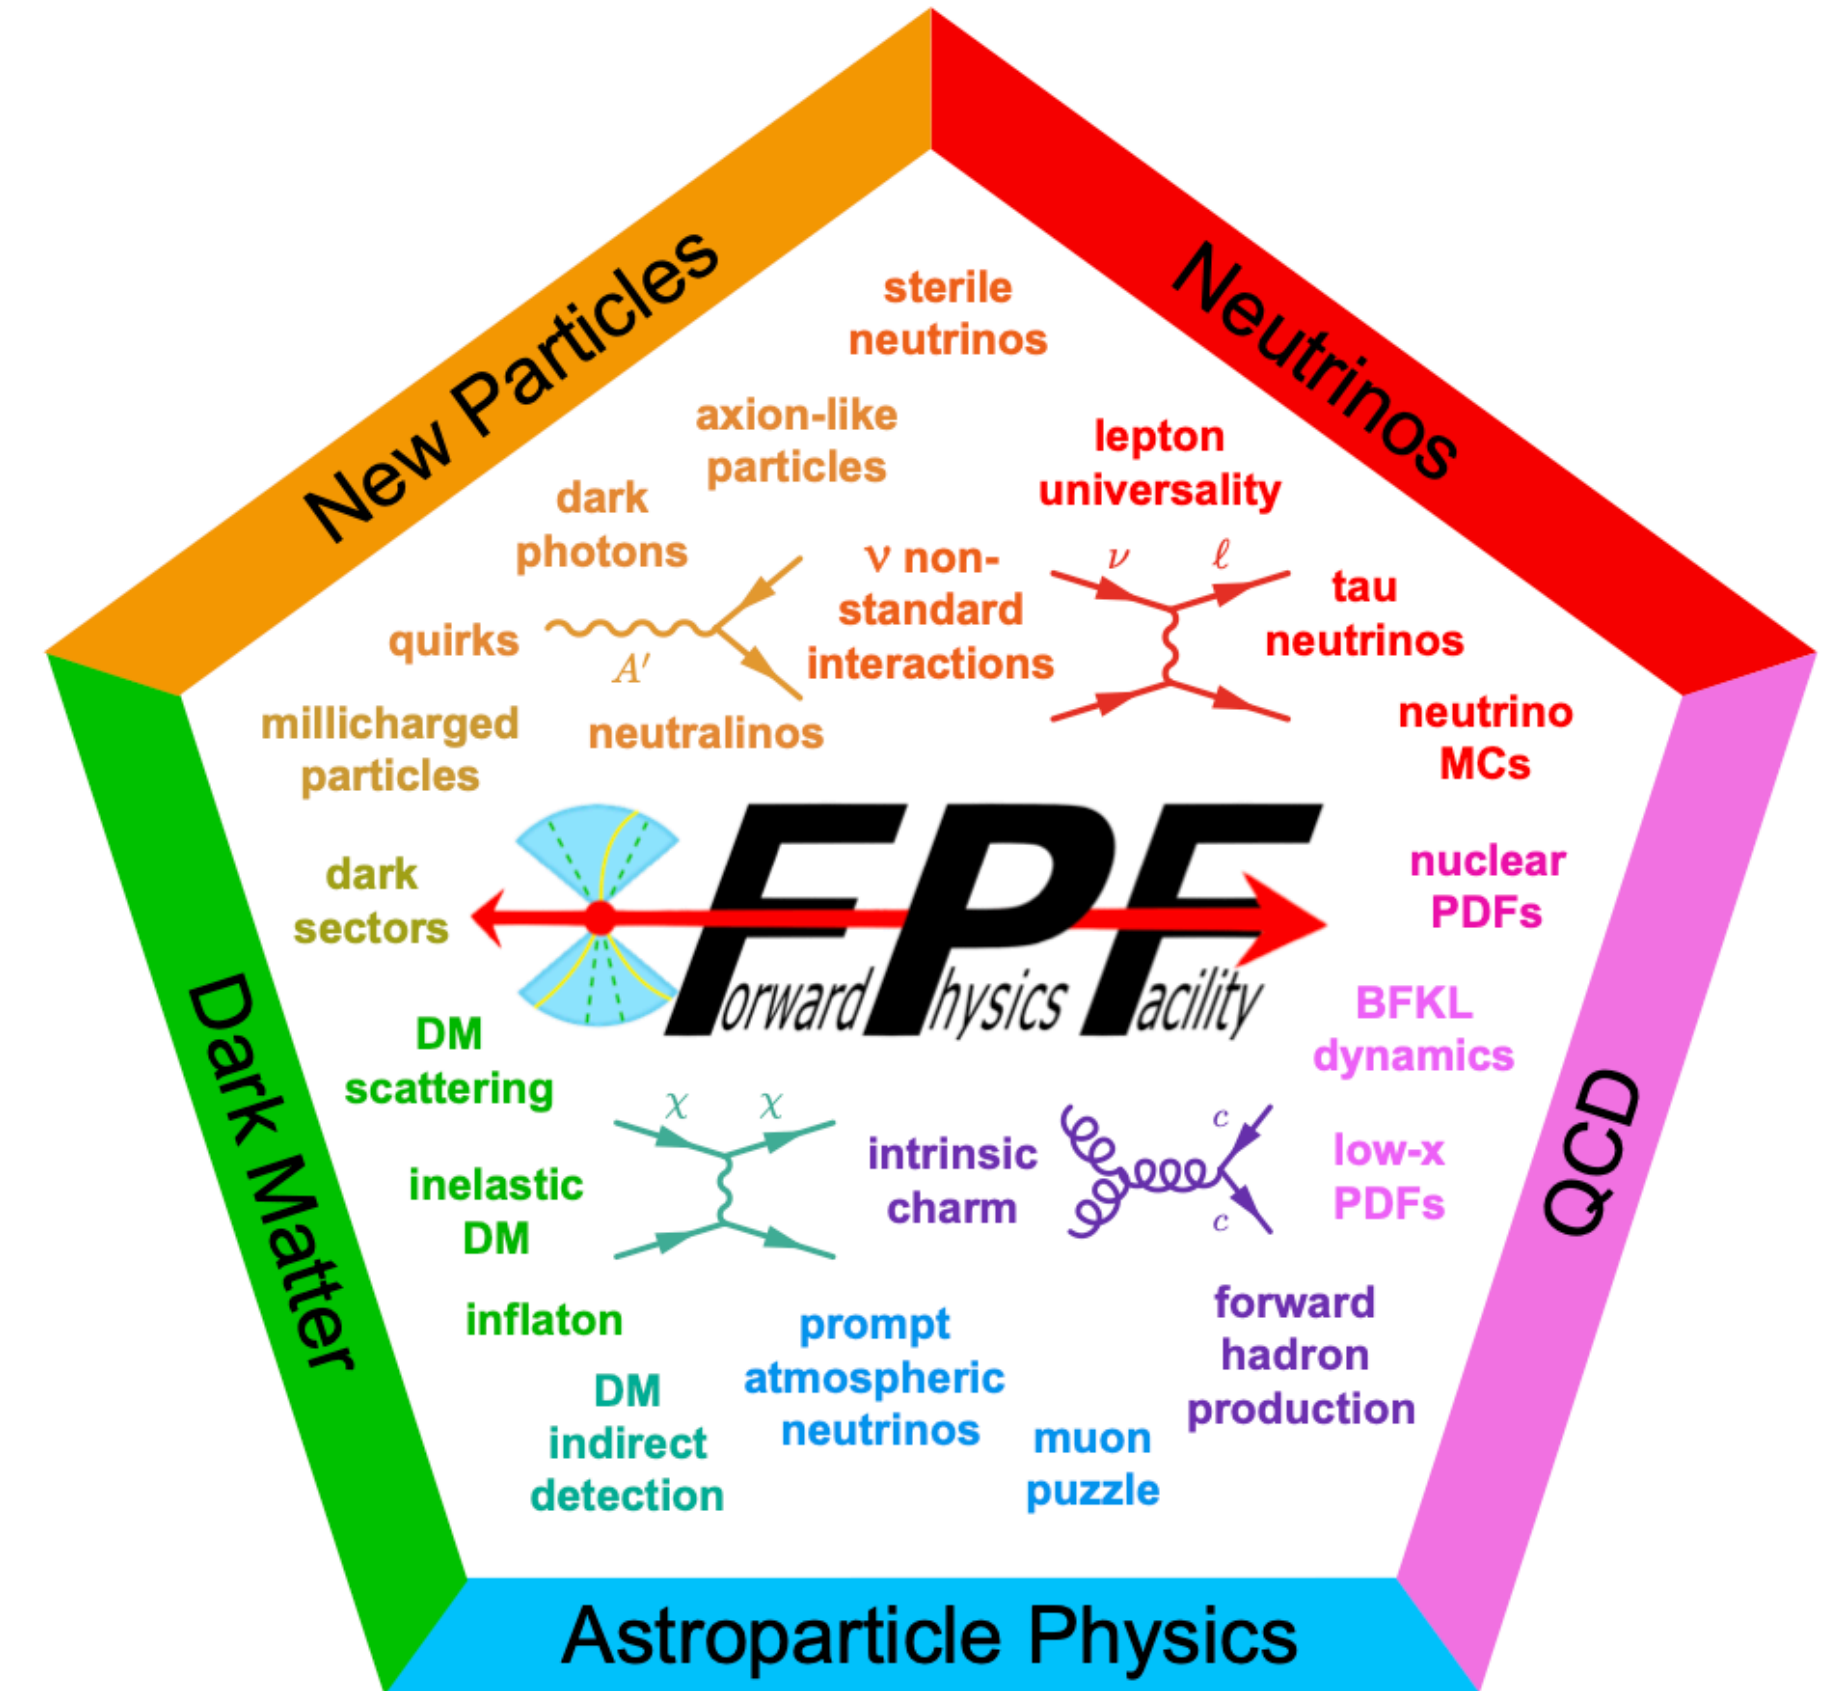 New Particles
Neutrinos
sterile
neutrinos
axion-like
particles
lepton
universality
dark
photons
ν non-
standard
interactions
ν
ℓ
tau
neutrinos
quirks
A′
neutralinos
millicharged
particles
neutrino
MCs
dark
sectors
FPF
Forward Physics Facility
nuclear
PDFs
Dark Matter
DM
scattering
BFKL
dynamics
QCD
χ
χ
inelastic
DM
intrinsic
charm
c
c
low-x
PDFs
inflaton
prompt
atmospheric
neutrinos
forward
hadron
production
DM
indirect
detection
muon
puzzle
Astroparticle Physics